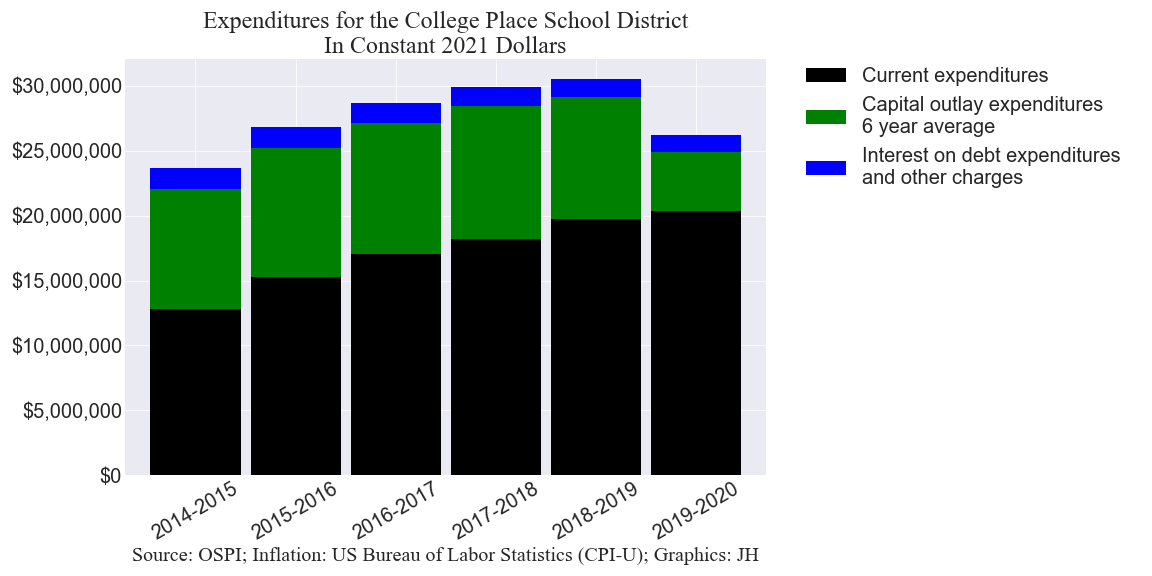 Expenditures for the College Place School District
In Constant 2021 Dollars
$30,000,000
$25,000,000
$20,000,000
$15,000,000
$10,000,000
$5,000,000
$0
2014-2015
2015-2016
2016-2017
2017-2018
2018-2019
2019-2020
Current expenditures
Capital outlay expenditures
6 year average
Interest on debt expenditures
and other charges
Source: OSPI; Inflation: US Bureau of Labor Statistics (CPI-U); Graphics: JH